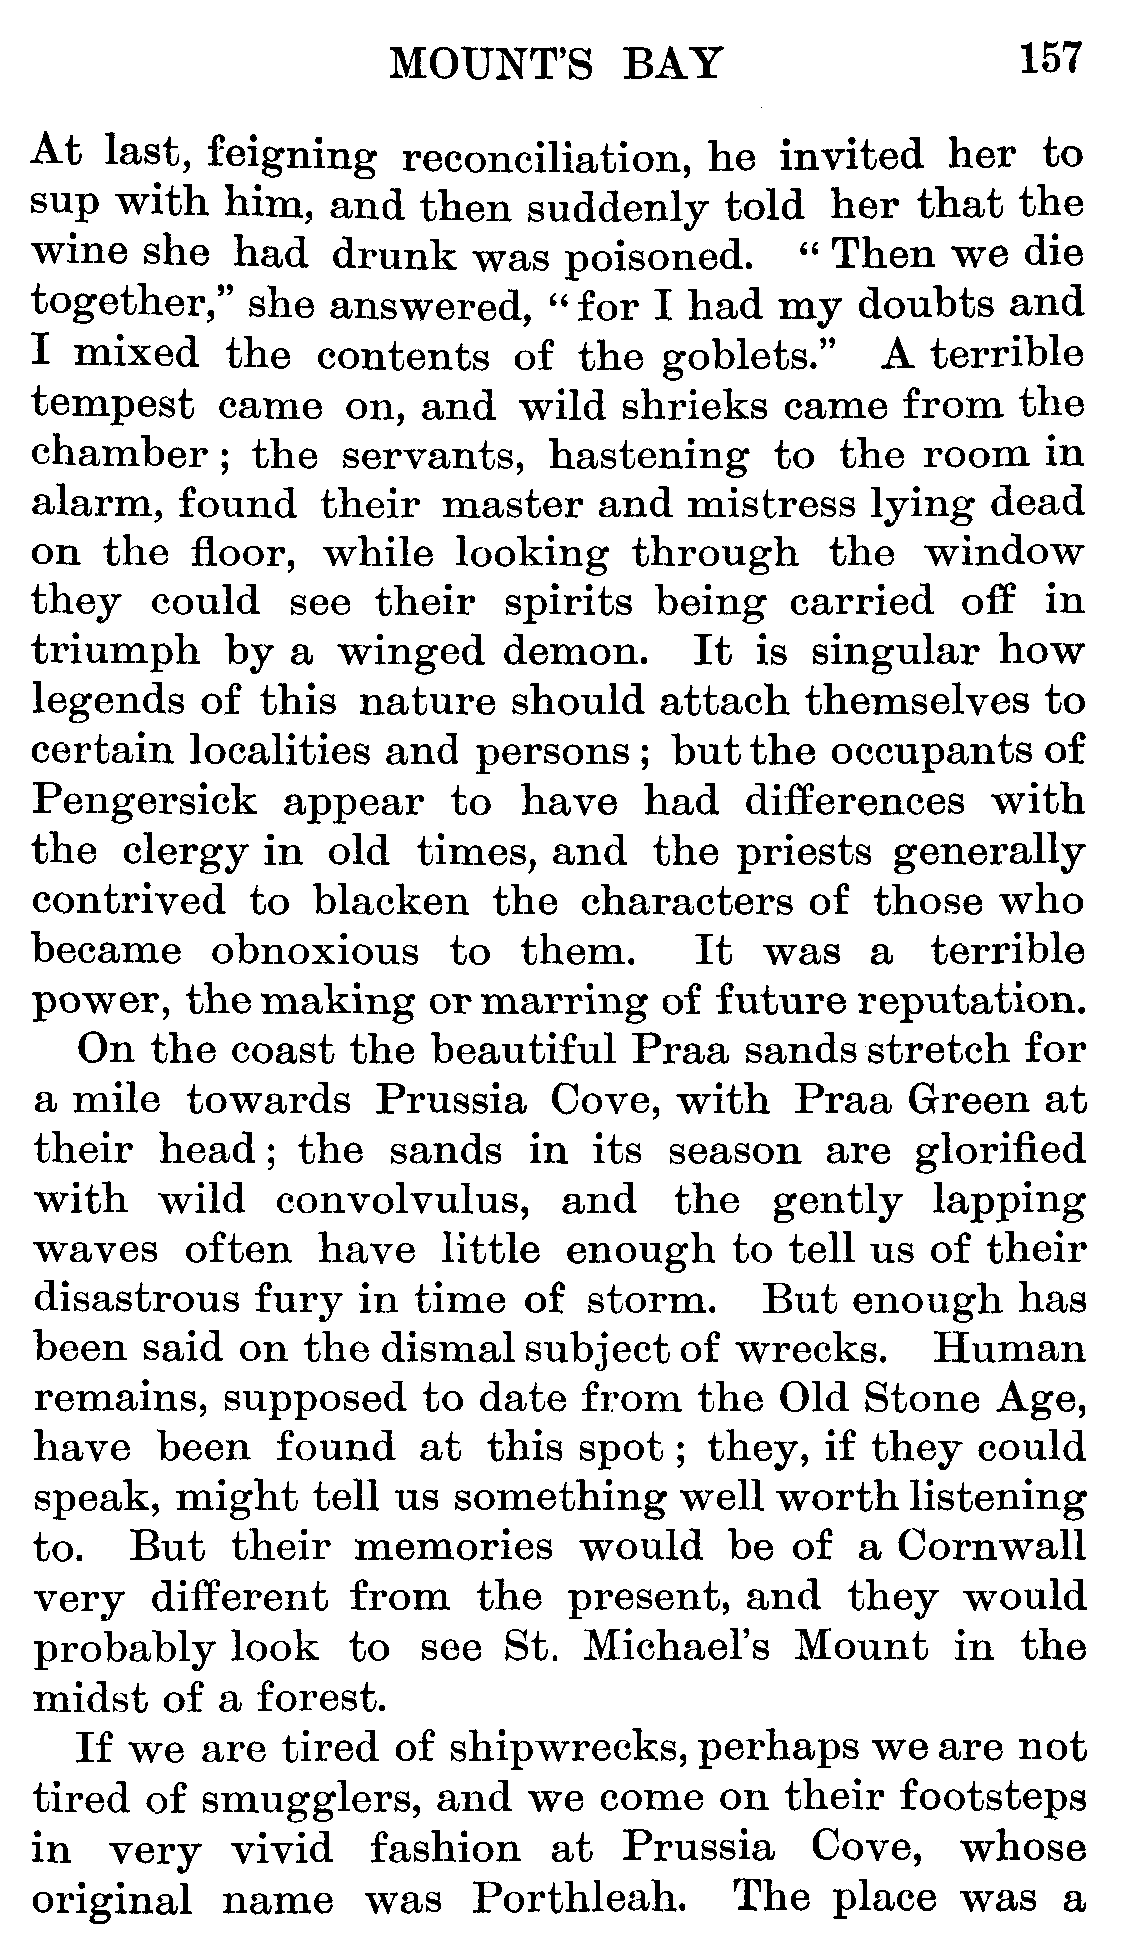 MOUNT'S BAY 157
At last, feigning reconciliation, he invited her to
sup with him, and then suddenly told her that the
wine she had drunk was poisoned. “Then we die
together,” she answered, “for I had my doubts and
I mixed the contents of the goblets.” A terrible
tempest came on, and wild shrieks came from the
chamber; the servants, hastening to the room in
alarm, found their master and mistress lying dead
on the floor, while looking through the window
they could see their spirits being carried off in
triumph by a winged demon. It is singular how
legends of this nature should attach themselves to
certain localities and persons; but the occupants of
Pengersick appear to have had differences with
the clergy in old times, and the priests generally
contrived to blacken the characters of those who
became obnoxious to them. It was a terrible
power, the making or marring of future reputation.
On the coast the beautiful Praa sands stretch for
a mile towards Prussia Cove, with Praa Green at
their head; the sands in its season are glorified
with wild convolvulus, and the gently lapping
waves often have little enough to tell us of their
disastrous fury in time of storm. But enough has
been said on the dismal subject of wrecks. Human
remains, supposed to date from the Old Stone Age,
have been found at this spot; they, if they could
speak, might tell us something well worth listening
to. But their memories would be of a Cornwall
very different from the present, and they would
probably look to see St. Michael's Mount in the
midst of a forest.
If we are tired of shipwrecks, perhaps we are not
tired of smugglers, and we come on their footsteps
in very vivid fashion at Prussia Cove, whose
original name was Porthleah. The place was a